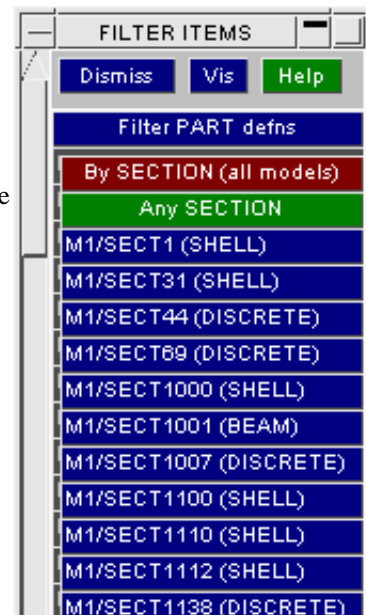 FILTER ITEMS
Dismiss Vis Help
Filter PART defns
By SECTION (all models)
e
Any SECTION
M1/SECT1 (SHELL)
M1/SECT31 (SHELL)
M1/SECT44 (DISCRETE)
M1/SECT69 (DISCRETE)
M1/SECT1000 (SHELL)
M1/SECT1001 (BEAM)
M1/SECT1007 (DISCRETE)
M1/SECT1100 (SHELL)
M1/SECT1110 (SHELL)
M1/SECT1112 (SHELL)
M1/SECT1138 (DISCRETE)